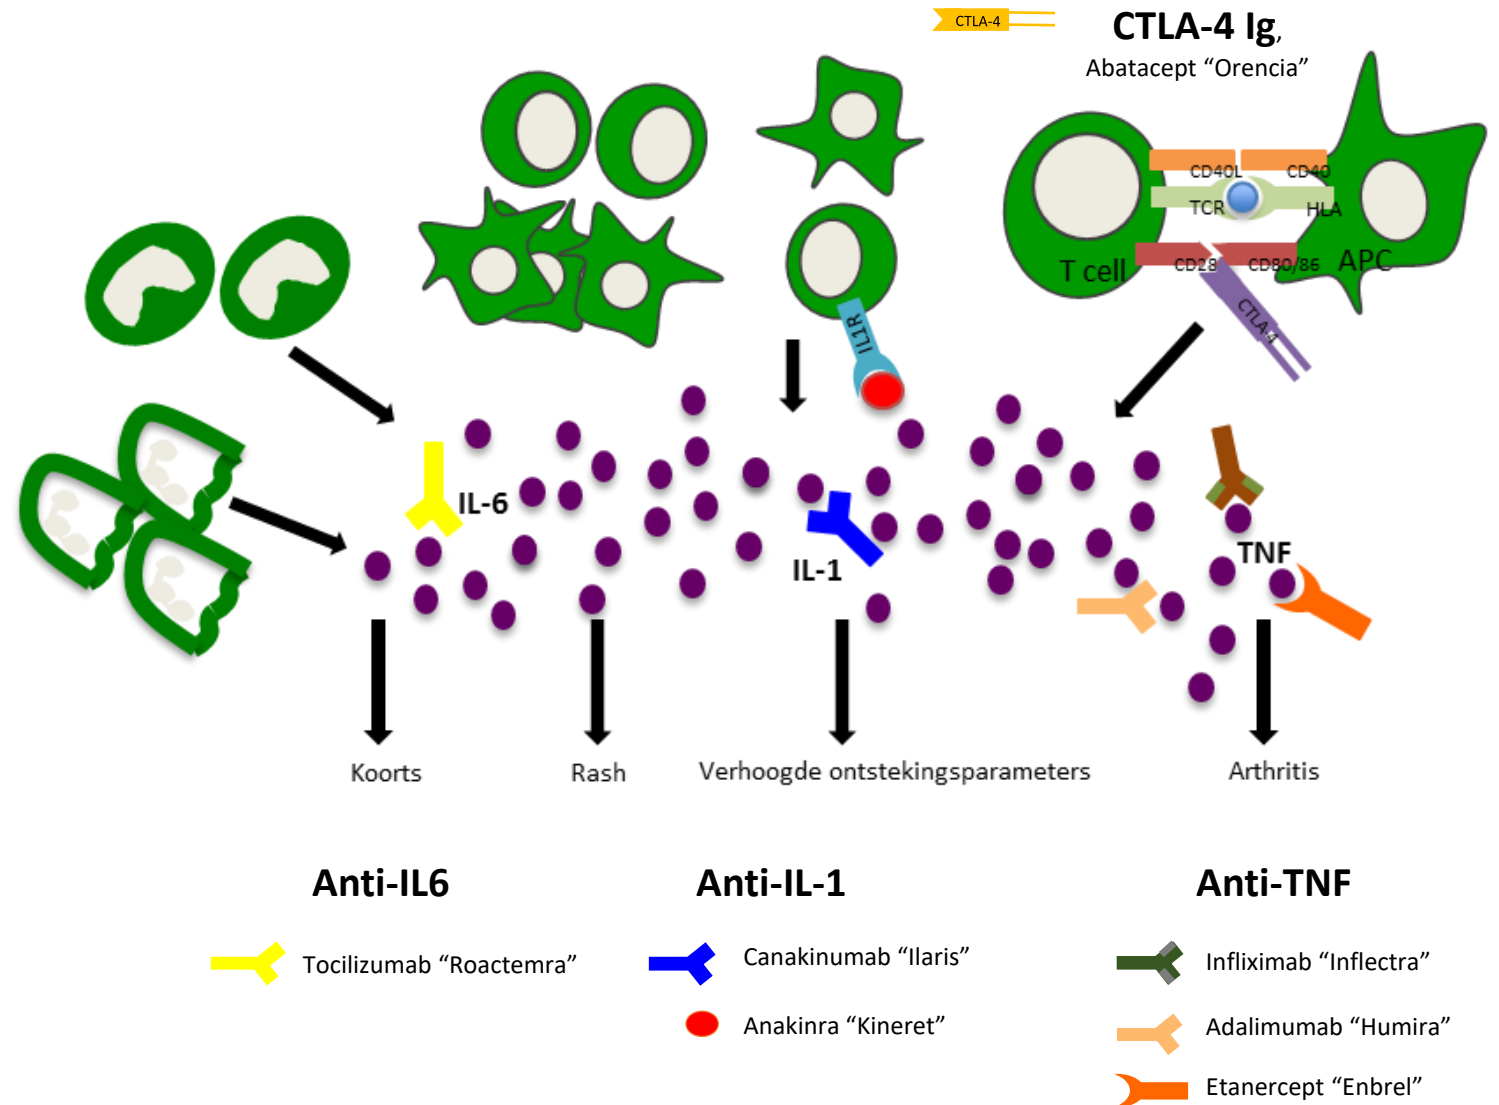 CTLA-4
CTLA-4 Ig,
Abatacept “Orencia”
CD40L
CD40
TCR
HLA
T cell
CD28
CD80/86
APC
CTLA-4
IL1R
IL-6
IL-1
TNF
Koorts
Rash
Verhoogde ontstekingsparameters
Arthritis
Anti-IL6
Anti-IL-1
Anti-TNF
Tocilizumab “Roactemra”
Canakinumab “Ilaris”
Infliximab “Inflectra”
Anakinra “Kineret”
Adalimumab “Humira”
Etanercept “Enbrel”